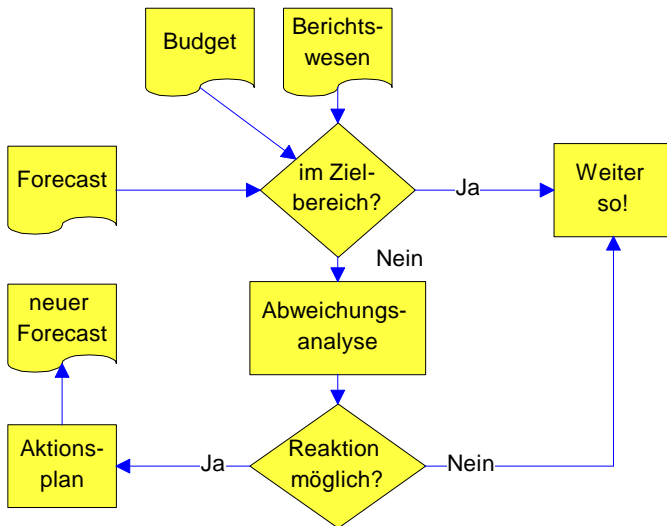 Budget
Berichts-
wesen
Forecast
im Ziel-
bereich?
Ja
Weiter
so!
Nein
Abweichungs-
analyse
neuer
Forecast
Aktions-
plan
Ja
Reaktion
möglich?
Nein